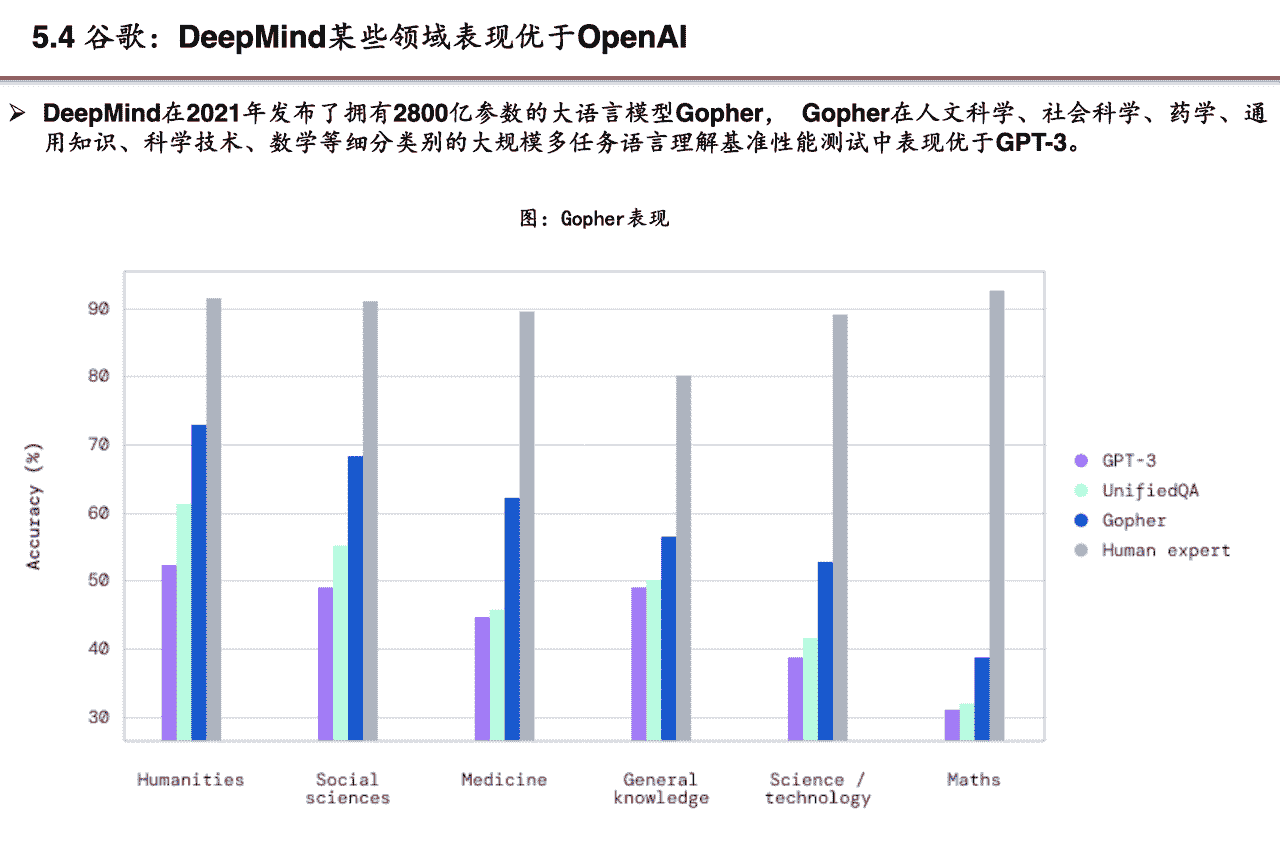 5.4 谷歌：DeepMind某些领域表现优于OpenAI
➢ DeepMind在2021年发布了拥有2800亿参数的大语言模型Gopher， Gopher在人文科学、社会科学、药学、通
用知识、科学技术、数学等细分类别的大规模多任务语言理解基准性能测试中表现优于GPT-3。
图：Gopher表现
Accuracy (%)
90
80
70
60
50
40
30
Humanities
Social
sciences
Medicine
General
knowledge
Science /
technology
Maths
GPT-3
UnifiedQA
Gopher
Human expert